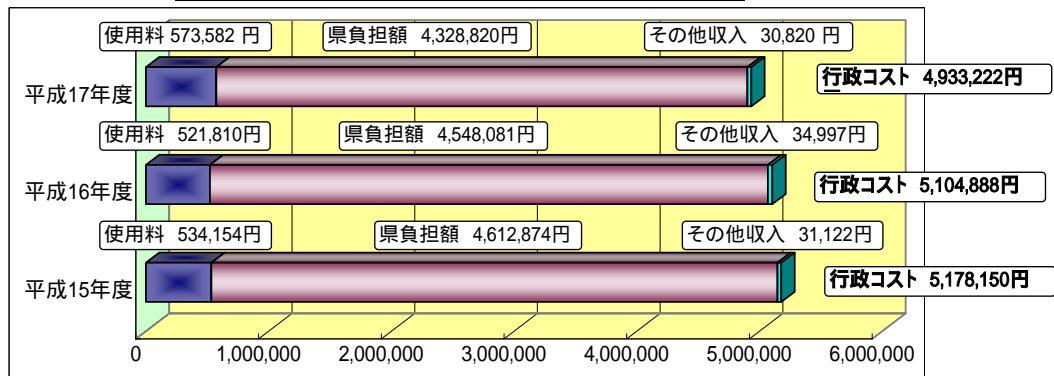 使用料 573,582 円 県負担額 4,328,820円 その他収入 30,820 円
平成17年度 行政コスト 4,933,222円
使用料 521,810円 県負担額 4,548,081円 その他収入 34,997円
平成16年度 行政コスト 5,104,888円
使用料 534,154円 県負担額 4,612,874円 その他収入 31,122円
平成15年度 行政コスト 5,178,150円
0 1,000,000 2,000,000 3,000,000 4,000,000 5,000,000 6,000,000